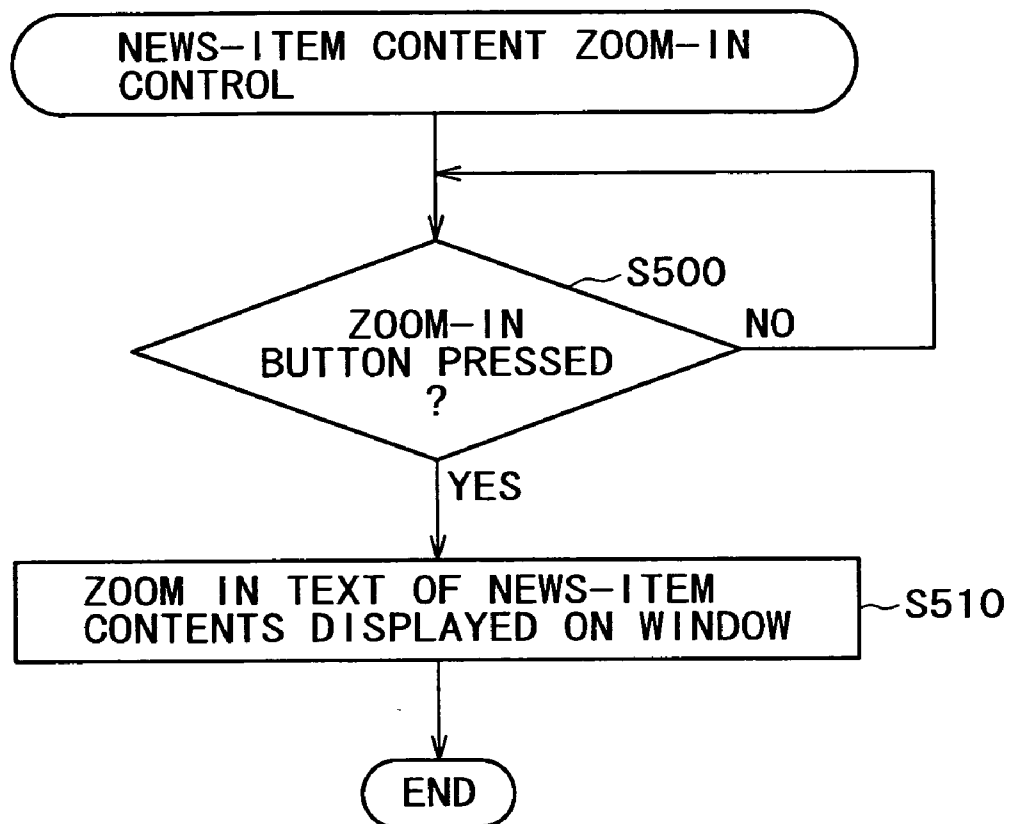 NEWS-ITEM CONTENT ZOOM-IN
CONTROL
S500
ZOOM-IN
BUTTON PRESSED
?
NO
YES
ZOOM IN TEXT OF NEWS-ITEM
CONTENTS DISPLAYED ON WINDOW
S510
END